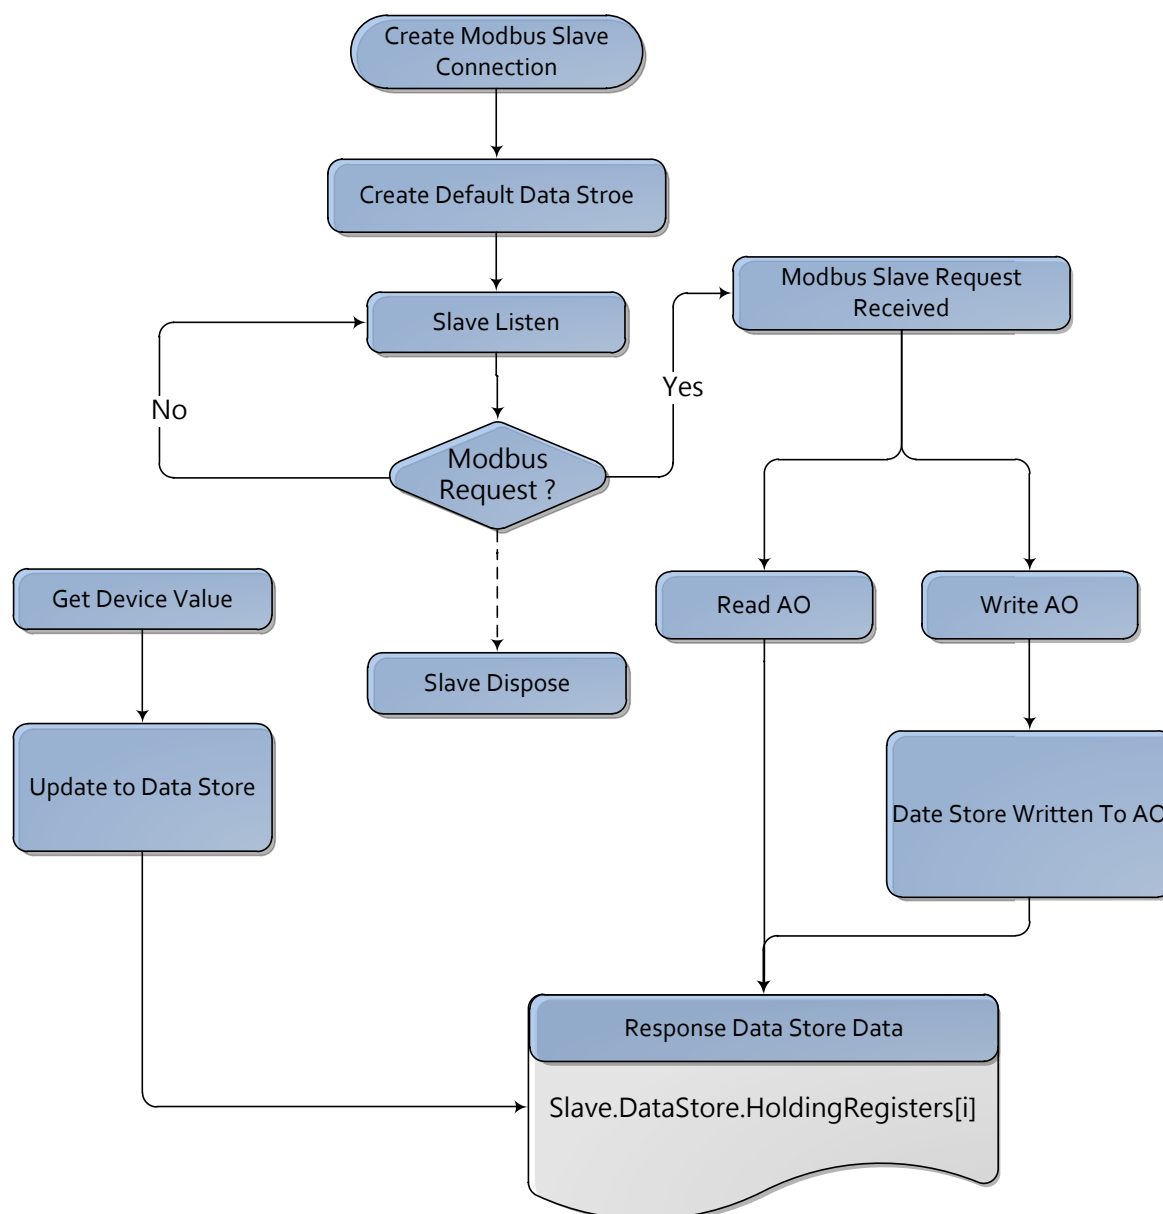 Create Modbus Slave
Connection
Create Default Data Stroe
Slave Listen
Modbus Slave Request
Received
Yes
No
Modbus
Request ?
Get Device Value
Read AO
Write AO
Slave Dispose
Update to Data Store
Date Store Written To AO
Response Data Store Data
Slave.DataStore.HoldingRegisters[i]